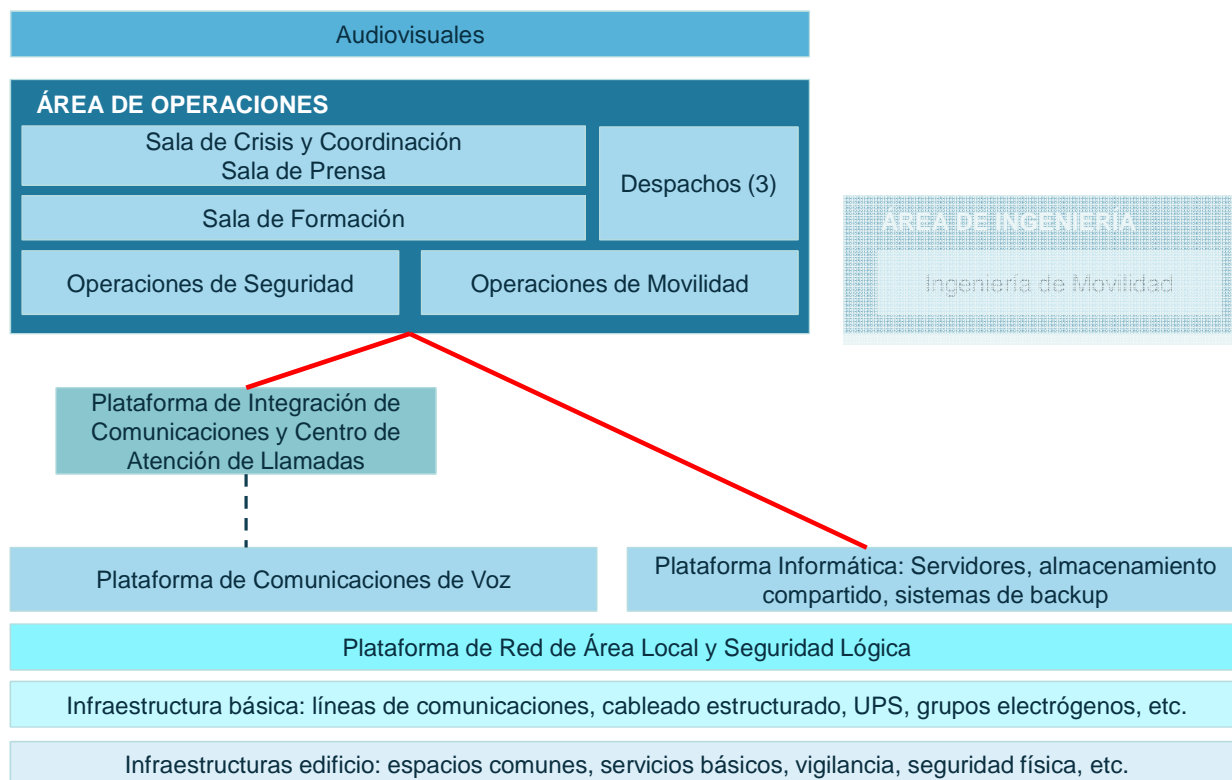 Audiovisuales
ÁREA DE OPERACIONES
Sala de Crisis y Coordinación
Sala de Prensa
Despachos (3)
Sala de Formación
Operaciones de Seguridad
Operaciones de Movilidad
ÁREA DE INGENIERÍA
Ingeniería de Movilidad
Plataforma de Integración de
Comunicaciones y Centro de
Atención de Llamadas
Plataforma de Comunicaciones de Voz
Plataforma Informática: Servidores, almacenamiento
compartido, sistemas de backup
Plataforma de Red de Área Local y Seguridad Lógica
Infraestructura básica: líneas de comunicaciones, cableado estructurado, UPS, grupos electrógenos, etc.
Infraestructuras edificio: espacios comunes, servicios básicos, vigilancia, seguridad física, etc.